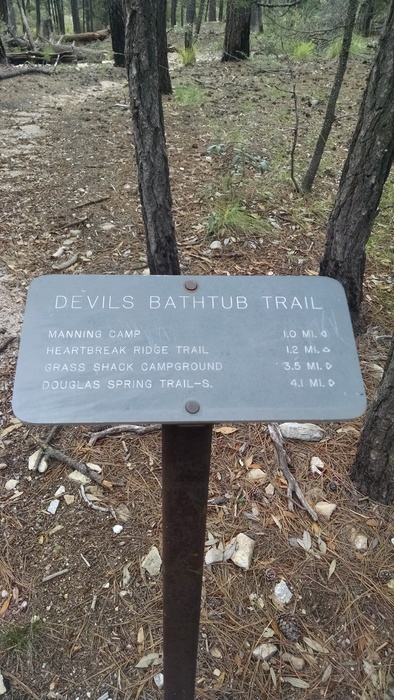 DEVILS BATHTUB TRAIL
MANNING CAMP 1.0 MI.
HEARTBREAK RIDGE TRAIL 1.2 MI.
GRASS SHACK CAMPGROUND 3.5 MI.
DOUGLAS SPRING TRAIL-S. 4.1 MI.